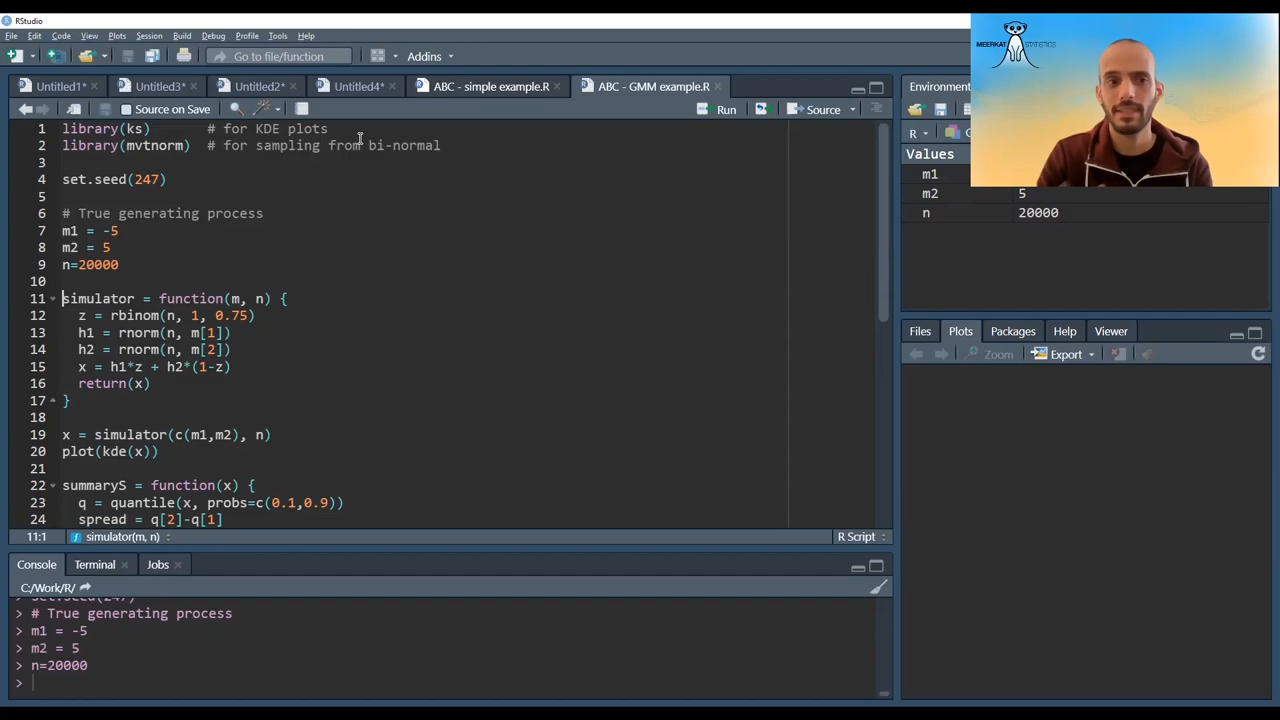 RStudio
File Edit Code View Plots Session Build Debug Profile Tools Help
Go to file/function
Addins
MEERKAT STATISTICS
Untitled1* Untitled3* Untitled2* Untitled4* ABC - simple example.R ABC - GMM example.R
Source on Save
Run
Source
1 library(ks) # for KDE plots
2 library(mvtnorm) # for sampling from bi-normal
3
4 set.seed(247)
5
6 # True generating process
7 m1 = -5
8 m2 = 5
9 n=20000
10
11 simulator = function(m, n) {
12 z = rbinom(n, 1, 0.75)
13 h1 = rnorm(n, m[1])
14 h2 = rnorm(n, m[2])
15 x = h1*z + h2*(1-z)
16 return(x)
17 }
18
19 x = simulator(c(m1,m2), n)
20 plot(kde(x))
21
22 summaryS = function(x) {
23 q = quantile(x, probs=c(0.1,0.9))
24 spread = q[2]-q[1]
11:1 simulator(m, n) R Script
Console Terminal Jobs
C:/Work/R/
> # True generating process
> m1 = -5
> m2 = 5
> n=20000
>
Environment
R
Values
m1
m2 5
n 20000
Files Plots Packages Help Viewer
Zoom Export